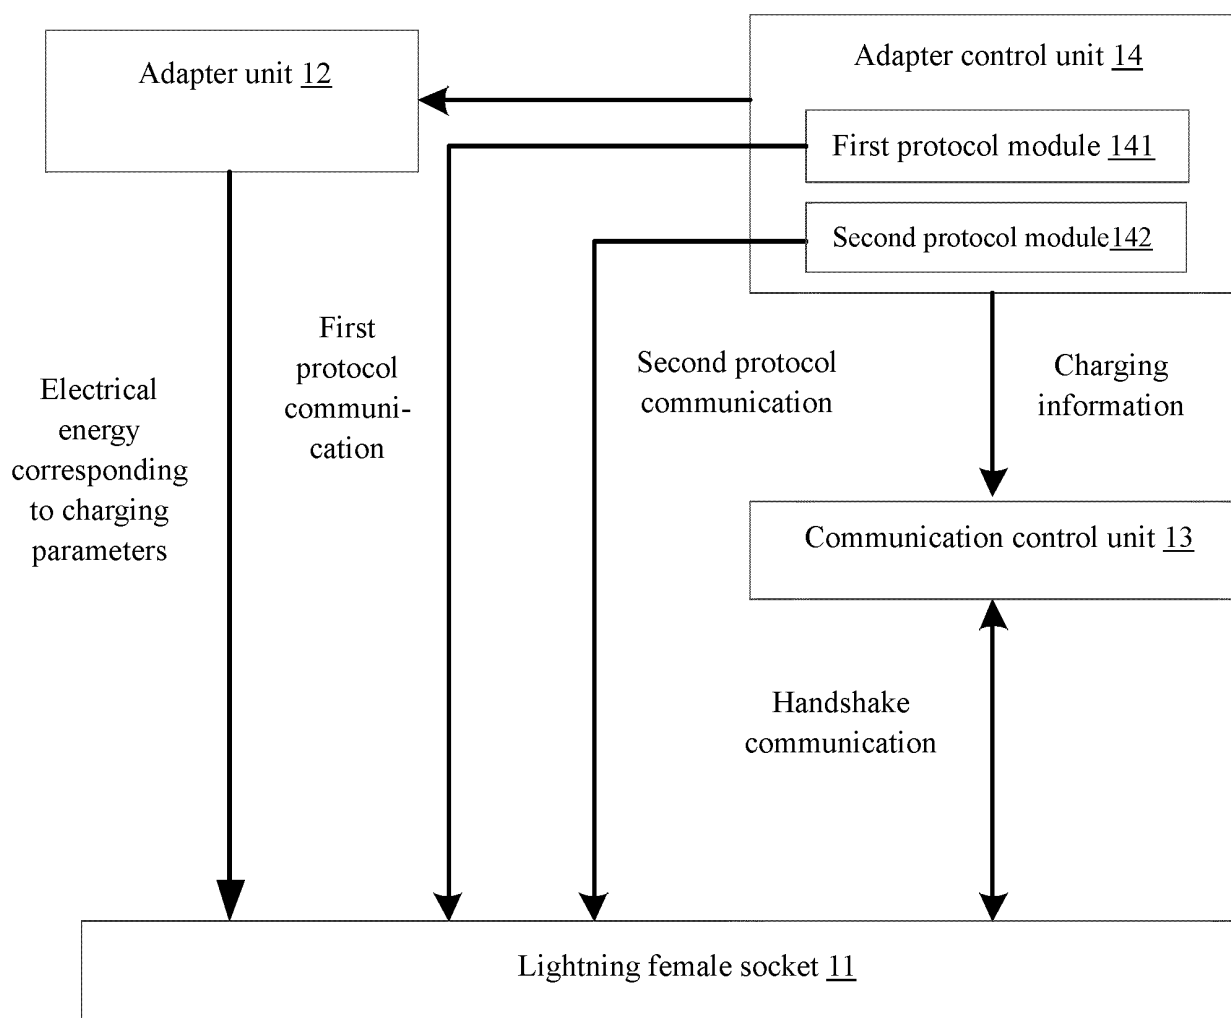 Adapter unit 12
Adapter control unit 14
First protocol module 141
Second protocol module142
First
protocol
communi-
cation
Second protocol
communication
Charging
information
Electrical
energy
corresponding
to charging
parameters
Communication control unit 13
Handshake
communication
Lightning female socket 11